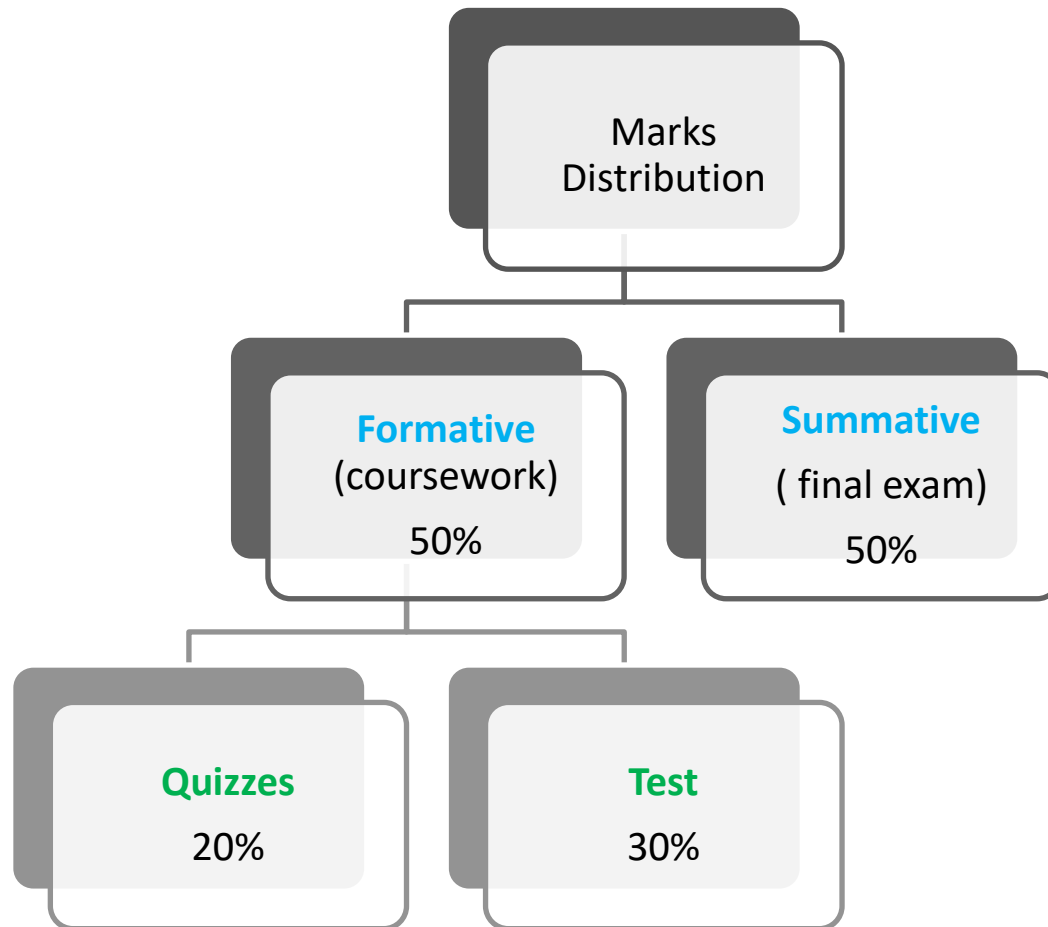 Marks
Distribution
Formative
(coursework)
50%
Summative
( final exam)
50%
Quizzes
20%
Test
30%